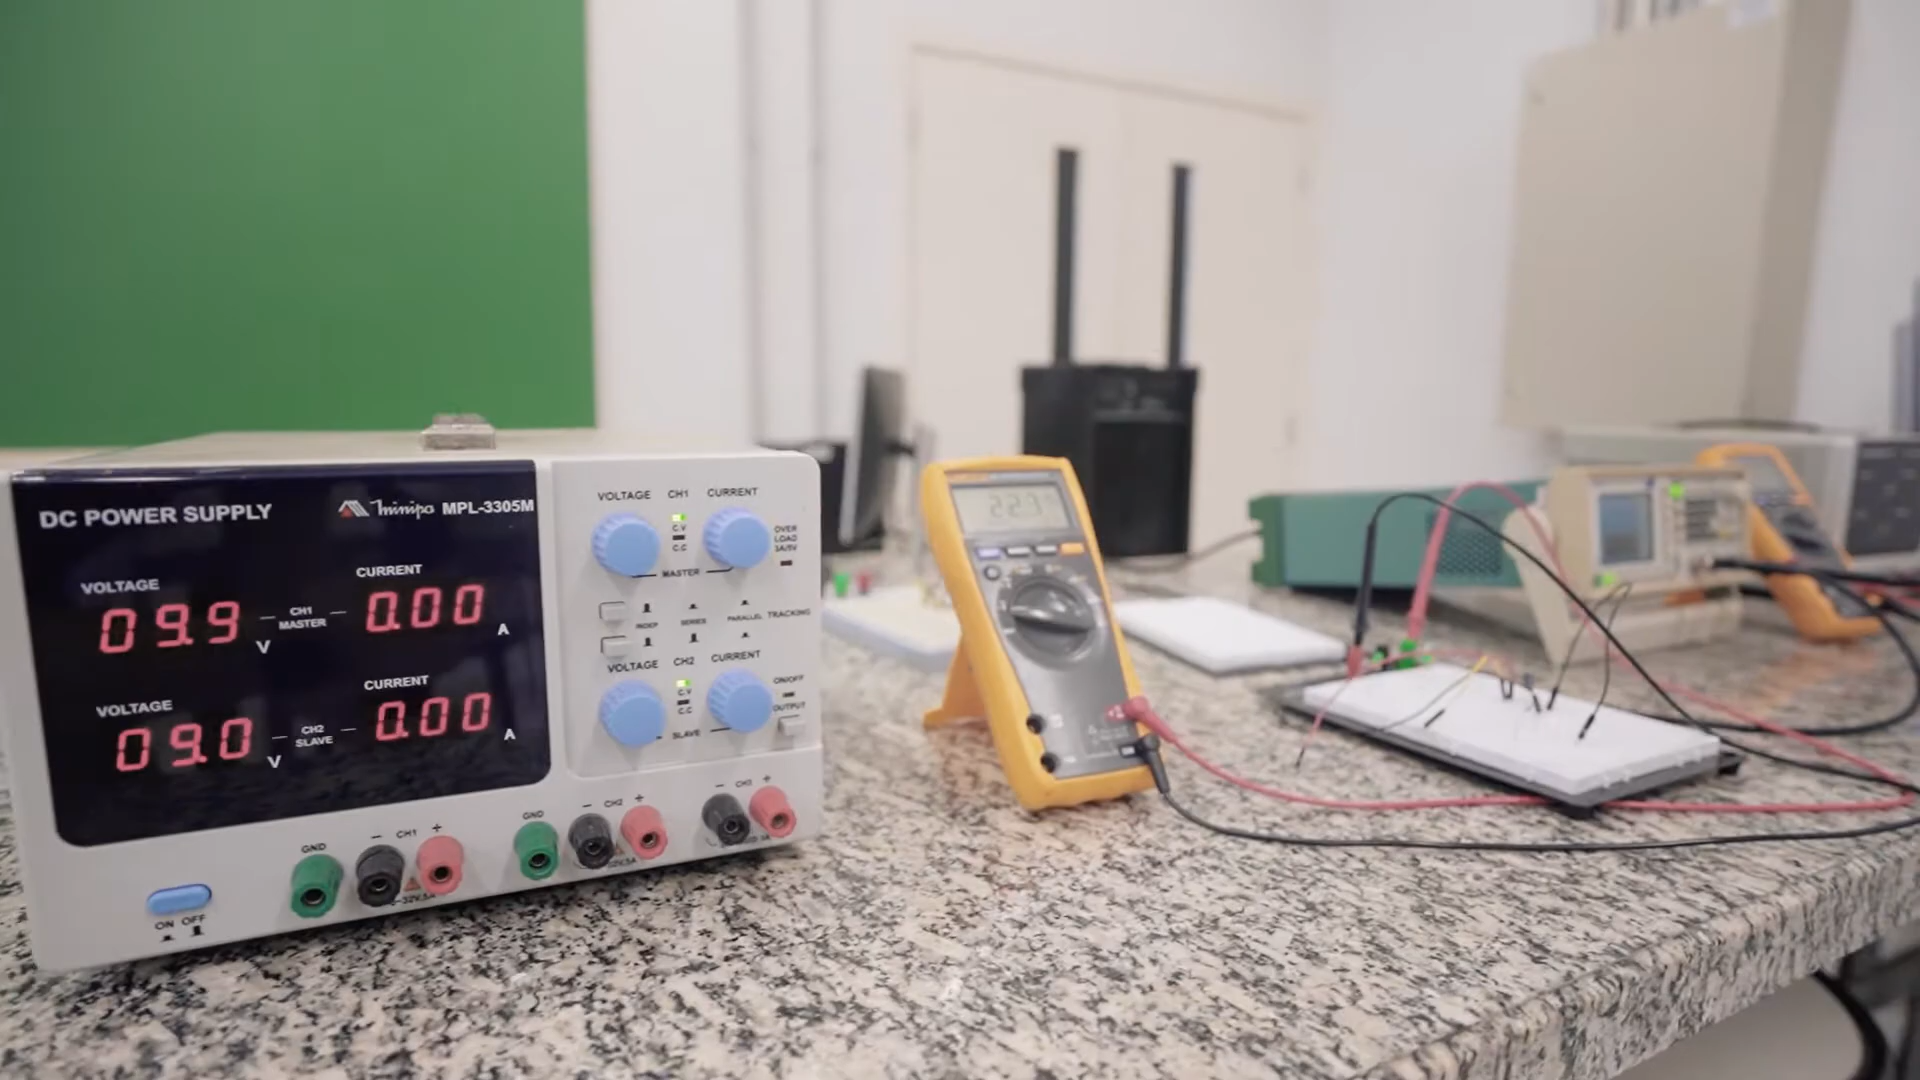 DC POWER SUPPLY
Minipa MPL-3305M
VOLTAGE
CURRENT
09.9 V
CH1
MASTER
0.00 A
VOLTAGE
CURRENT
09.0 V
CH2
SLAVE
0.00 A
ON OFF
VOLTAGE CH1 CURRENT
C.V
C.C
OVER
LOAD
MASTER
INDEP SERIES PARALLEL TRACKING
VOLTAGE CH2 CURRENT
C.V
C.C
ON/OFF
OUTPUT
SLAVE
GND - CH1 +
GND - CH2 +
- CH3 +